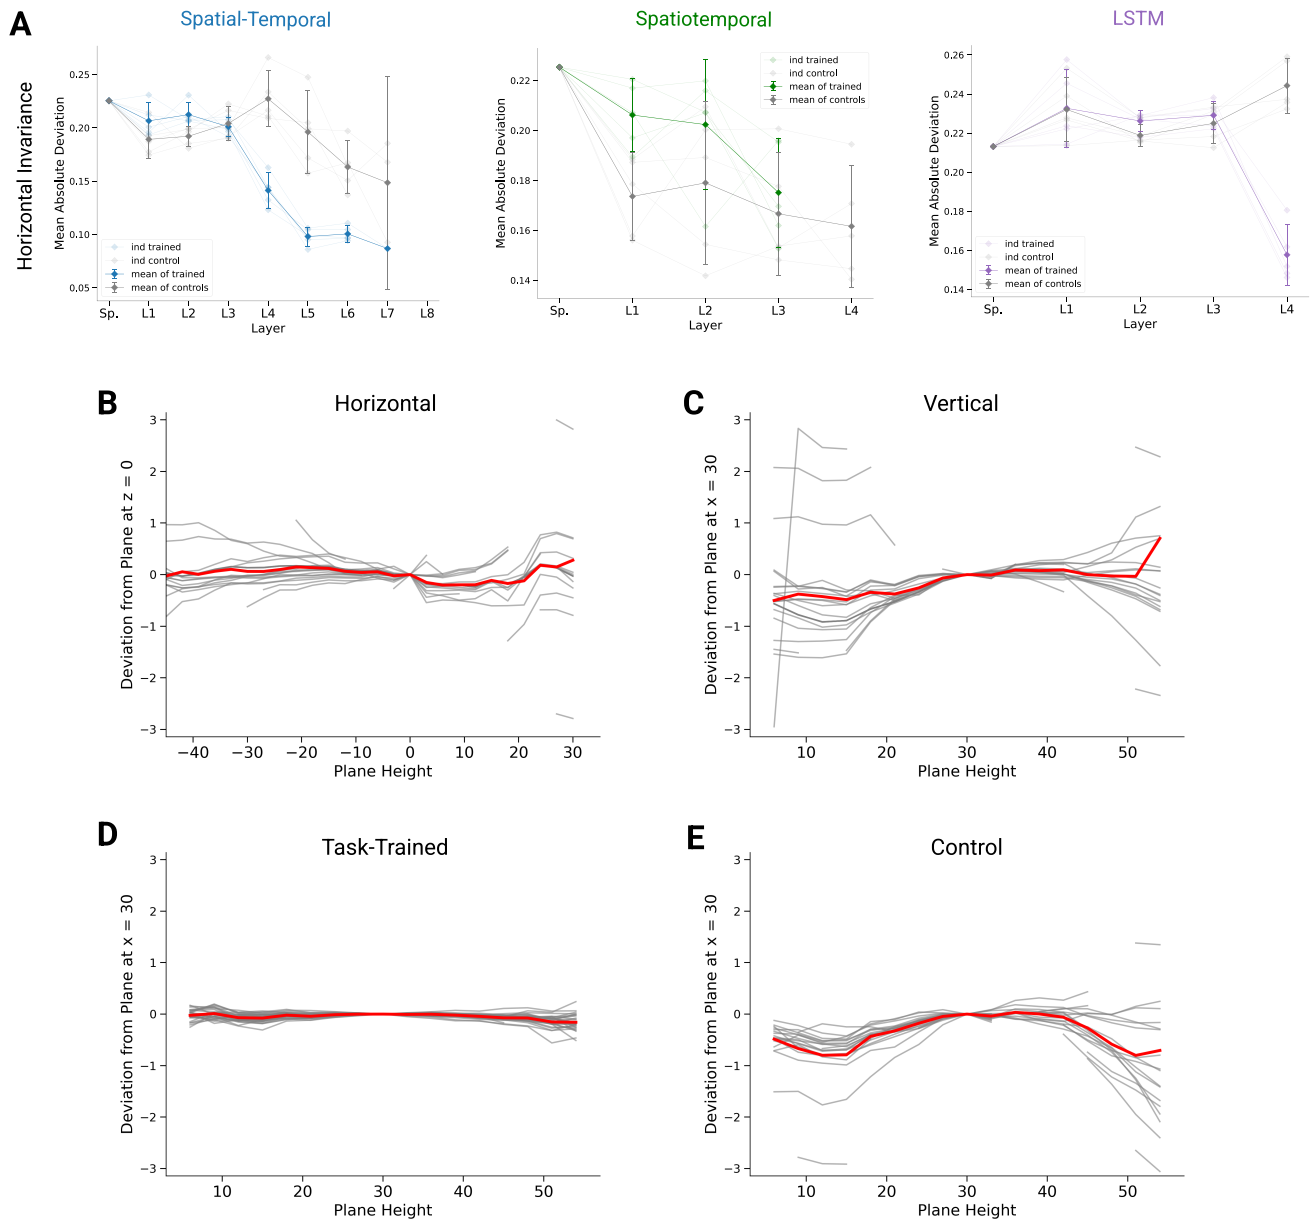 A
Spatial-Temporal
Spatiotemporal
LSTM
Horizontal Invariance
Mean Absolute Deviation
0.25
0.20
0.15
0.10
0.05
ind trained
ind control
mean of trained
mean of controls
Sp. L1 L2 L3 L4 L5 L6 L7 L8
Layer
Mean Absolute Deviation
0.22
0.20
0.18
0.16
0.14
ind trained
ind control
mean of trained
mean of controls
Sp. L1 L2 L3 L4
Layer
Mean Absolute Deviation
0.26
0.24
0.22
0.20
0.18
0.16
0.14
ind trained
ind control
mean of trained
mean of controls
Sp. L1 L2 L3 L4
Layer
B
Horizontal
Deviation from Plane at z = 0
3
2
1
0
−1
−2
−3
−40 −30 −20 −10 0 10 20 30
Plane Height
C
Vertical
Deviation from Plane at x = 30
3
2
1
0
−1
−2
−3
10 20 30 40 50
Plane Height
D
Task-Trained
Deviation from Plane at x = 30
3
2
1
0
−1
−2
−3
10 20 30 40 50
Plane Height
E
Control
Deviation from Plane at x = 30
3
2
1
0
−1
−2
−3
10 20 30 40 50
Plane Height